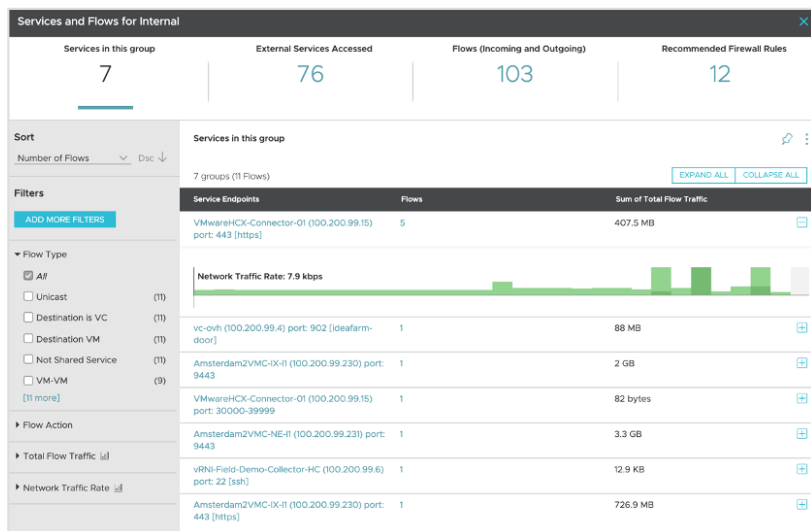 Services and Flows for Internal
Services in this group
7
External Services Accessed
76
Flows (Incoming and Outgoing)
103
Recommended Firewall Rules
12
Sort
Number of Flows
Dsc
Filters
ADD MORE FILTERS
Flow Type
All
Unicast (11)
Destination is VC (11)
Destination VM (11)
Not Shared Service (11)
VM-VM (9)
[11 more]
Flow Action
Total Flow Traffic
Network Traffic Rate
Services in this group
7 groups (11 Flows)
EXPAND ALL COLLAPSE ALL
Service Endpoints Flows Sum of Total Flow Traffic
VMwareHCX-Connector-01 (100.200.99.15) 5 407.5 MB
port: 443 [https]
Network Traffic Rate: 7.9 kbps
vc-ovh (100.200.99.4) port: 902 [ideafarm- 1 88 MB
door]
Amsterdam2VMC-IX-I1 (100.200.99.230) port: 1 2 GB
9443
VMwareHCX-Connector-01 (100.200.99.15) 1 82 bytes
port: 30000-39999
Amsterdam2VMC-NE-I1 (100.200.99.231) port: 1 3.3 GB
9443
vRNI-Field-Demo-Collector-HC (100.200.99.6) 1 12.9 KB
port: 22 [ssh]
Amsterdam2VMC-IX-I1 (100.200.99.230) port: 1 726.9 MB
443 [https]